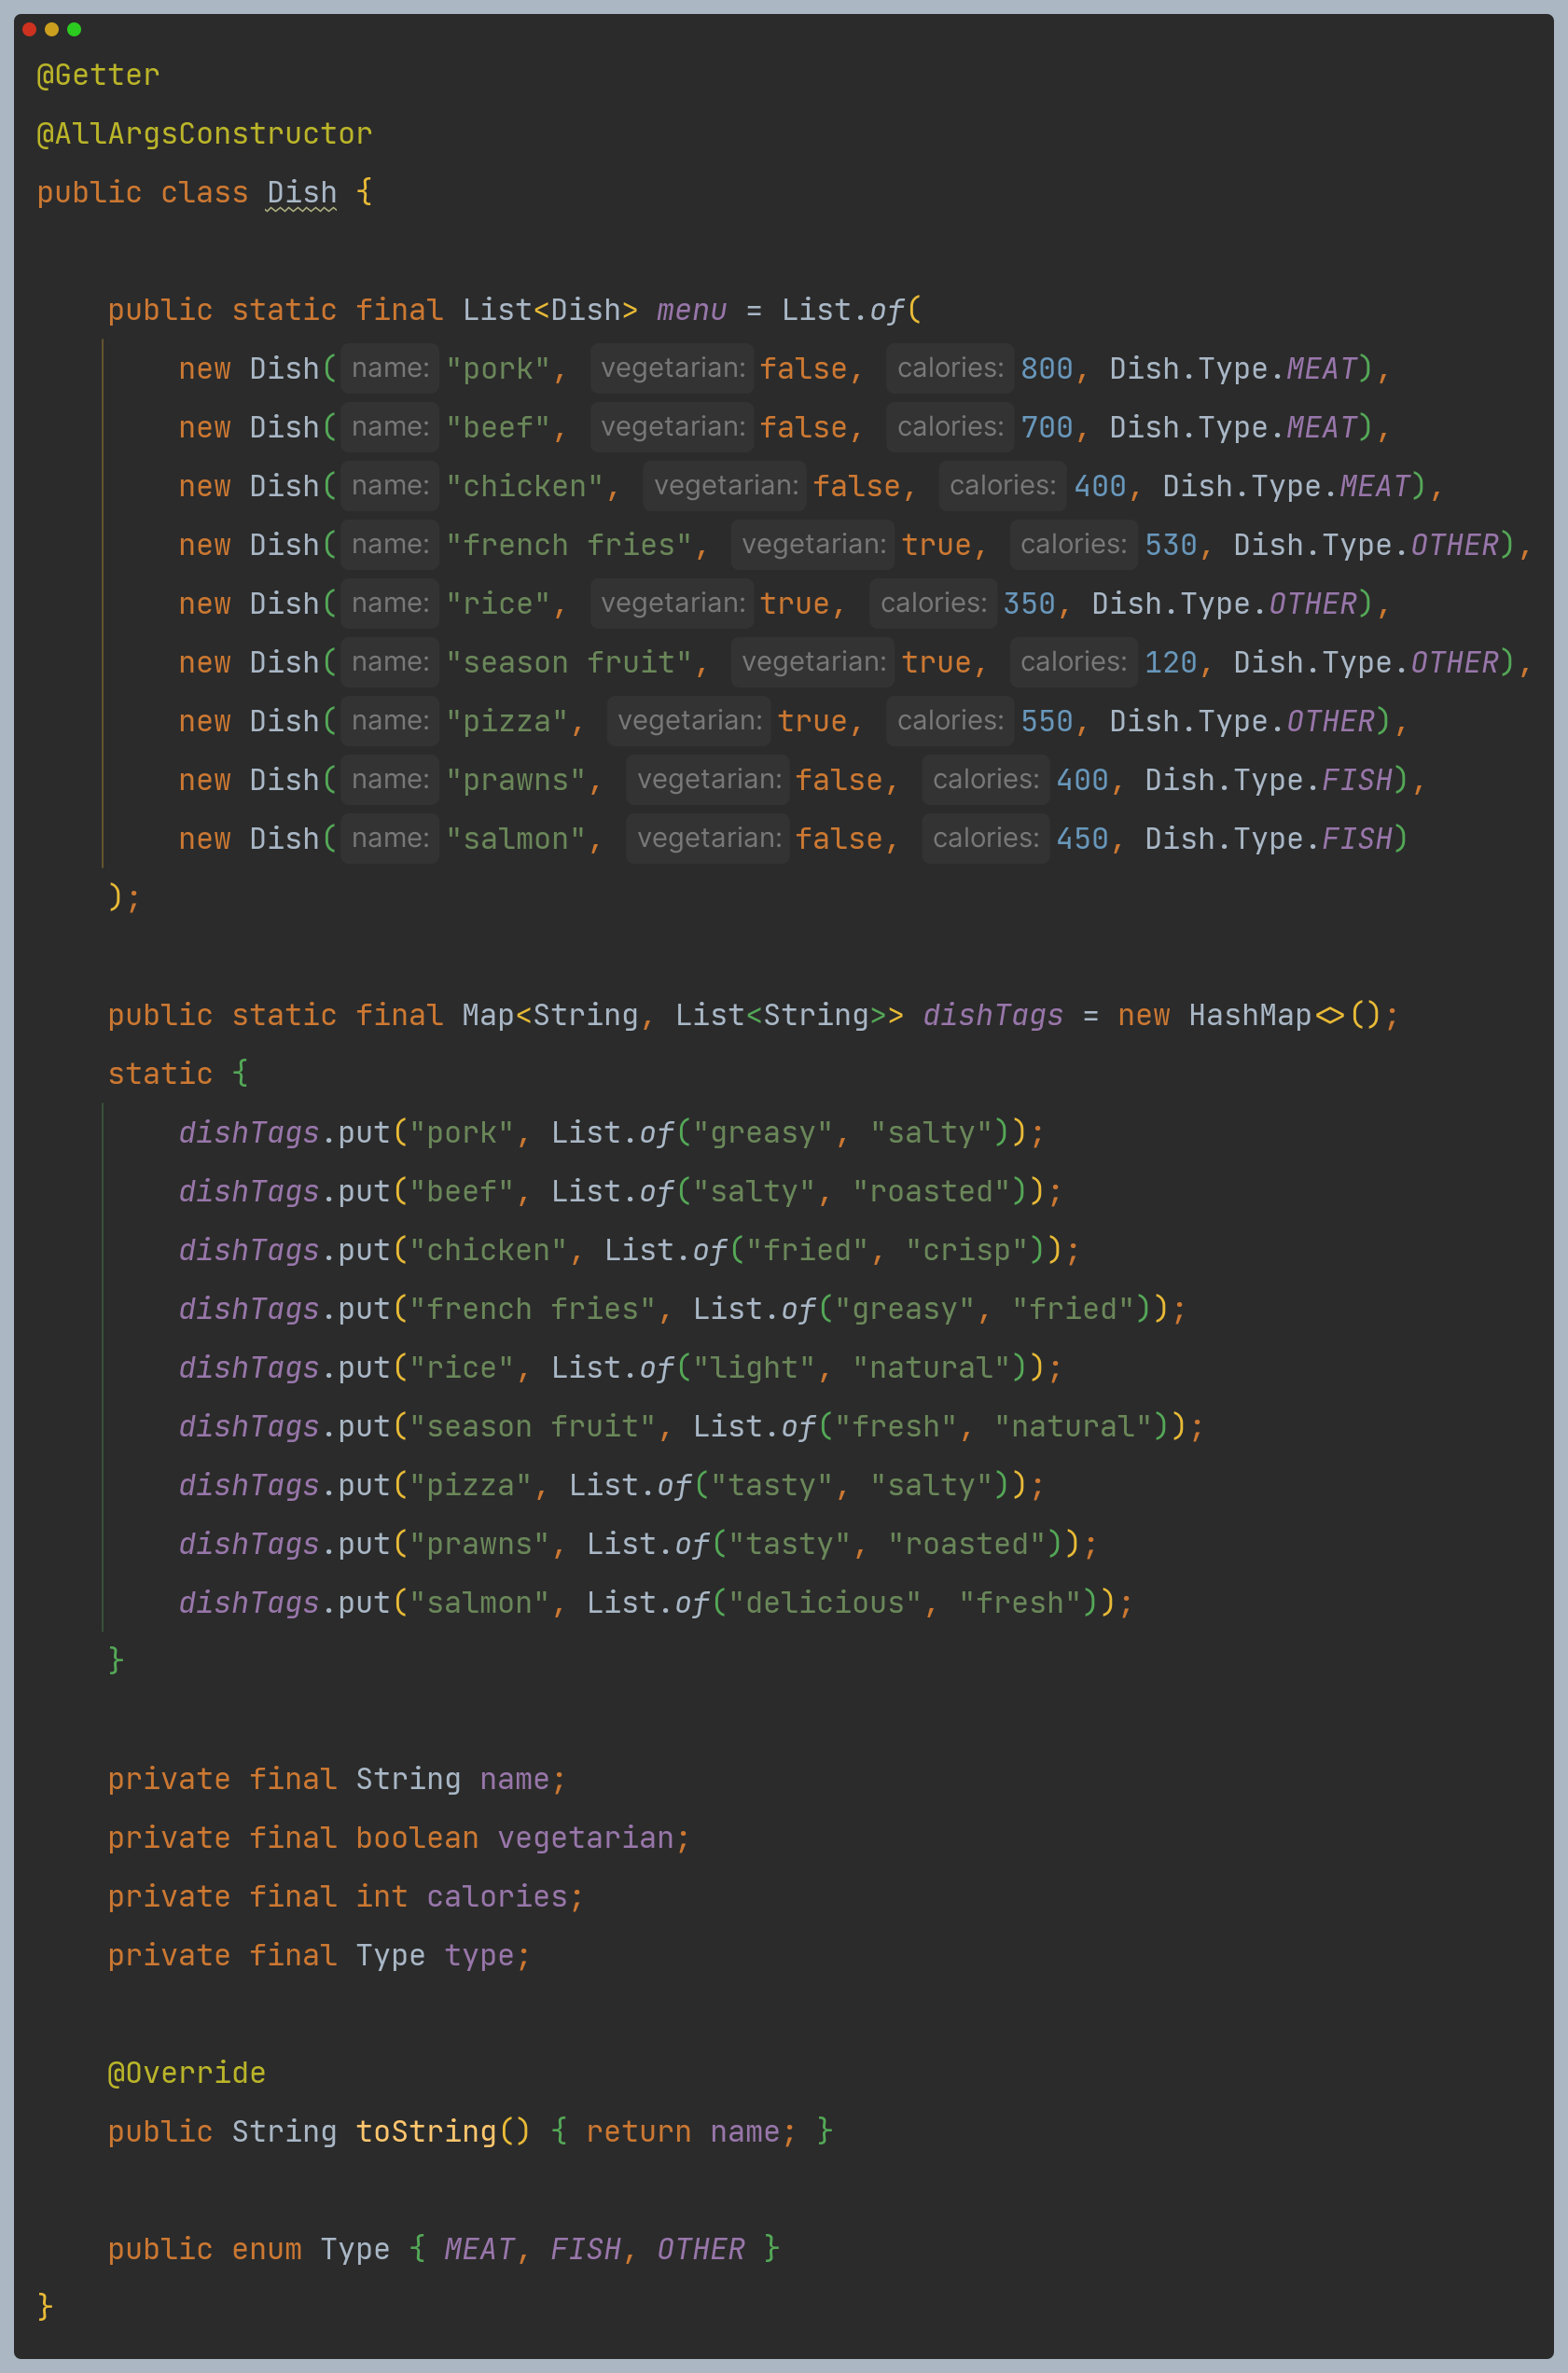 @Getter
@AllArgsConstructor
public class Dish {
public static final List<Dish> menu = List.of(
new Dish( name: "pork", vegetarian: false, calories: 800, Dish.Type.MEAT),
new Dish( name: "beef", vegetarian: false, calories: 700, Dish.Type.MEAT),
new Dish( name: "chicken", vegetarian: false, calories: 400, Dish.Type.MEAT),
new Dish( name: "french fries", vegetarian: true, calories: 530, Dish.Type.OTHER),
new Dish( name: "rice", vegetarian: true, calories: 350, Dish.Type.OTHER),
new Dish( name: "season fruit", vegetarian: true, calories: 120, Dish.Type.OTHER),
new Dish( name: "pizza", vegetarian: true, calories: 550, Dish.Type.OTHER),
new Dish( name: "prawns", vegetarian: false, calories: 400, Dish.Type.FISH),
new Dish( name: "salmon", vegetarian: false, calories: 450, Dish.Type.FISH)
);
public static final Map<String, List<String>> dishTags = new HashMap<>();
static {
dishTags.put("pork", List.of("greasy", "salty"));
dishTags.put("beef", List.of("salty", "roasted"));
dishTags.put("chicken", List.of("fried", "crisp"));
dishTags.put("french fries", List.of("greasy", "fried"));
dishTags.put("rice", List.of("light", "natural"));
dishTags.put("season fruit", List.of("fresh", "natural"));
dishTags.put("pizza", List.of("tasty", "salty"));
dishTags.put("prawns", List.of("tasty", "roasted"));
dishTags.put("salmon", List.of("delicious", "fresh"));
}
private final String name;
private final boolean vegetarian;
private final int calories;
private final Type type;
@Override
public String toString() { return name; }
public enum Type { MEAT, FISH, OTHER }
}